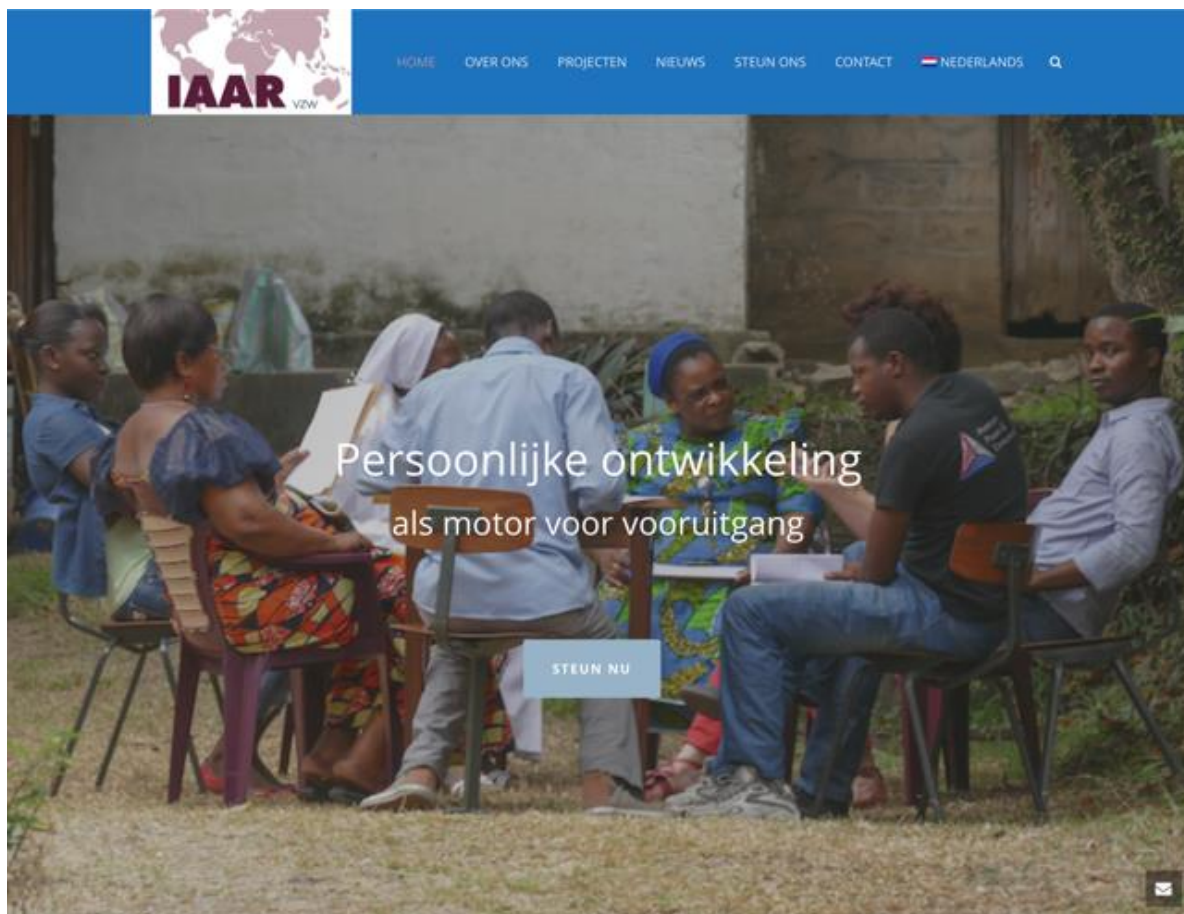 IAAR vzw
HOME OVER ONS PROJECTEN NIEUWS STEUN ONS CONTACT NEDERLANDS
Persoonlijke ontwikkeling
als motor voor vooruitgang
STEUN NU